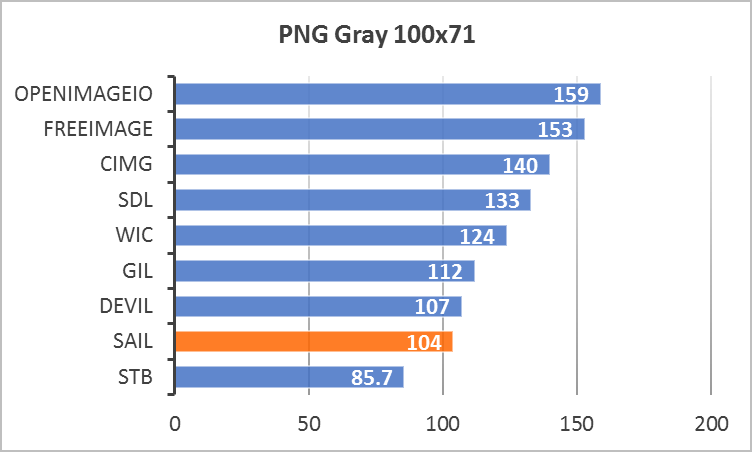 PNG Gray 100x71
OPENIMAGEIO 159
FREEIMAGE 153
CIMG 140
SDL 133
WIC 124
GIL 112
DEVIL 107
SAIL 104
STB 85.7
0 50 100 150 200